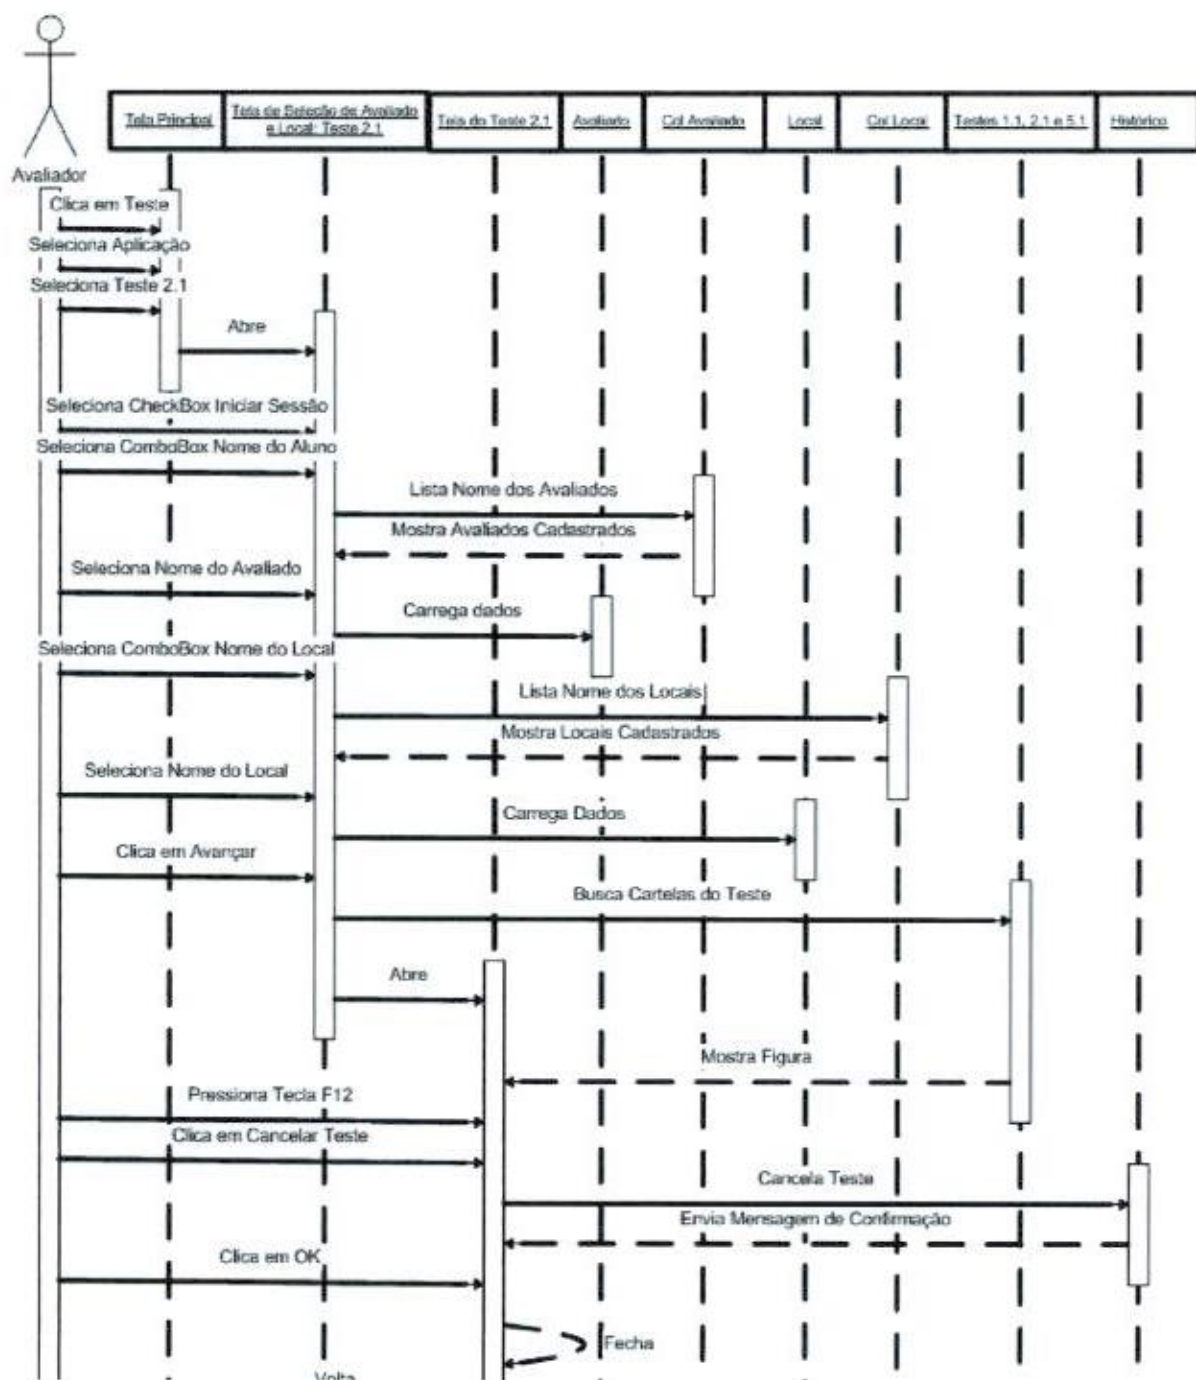 Avaliador
Tela Principal
Tela de Seleção de Avaliado
e Local: Teste 2.1
Tela do Teste 2.1
Avaliado
Col Avaliado
Local
Col Local
Testes 1.1, 2.1 e 5.1
Histórico
Clica em Teste
Seleciona Aplicação
Seleciona Teste 2.1
Abre
Seleciona CheckBox Iniciar Sessão
Seleciona ComboBox Nome do Aluno
Lista Nome dos Avaliados
Mostra Avaliados Cadastrados
Seleciona Nome do Avaliado
Carrega dados
Seleciona ComboBox Nome do Local
Lista Nome dos Locais
Mostra Locais Cadastrados
Seleciona Nome do Local
Carrega Dados
Clica em Avançar
Busca Cartelas do Teste
Abre
Mostra Figura
Pressiona Tecla F12
Clica em Cancelar Teste
Cancela Teste
Envia Mensagem de Confirmação
Clica em OK
Fecha
Volta